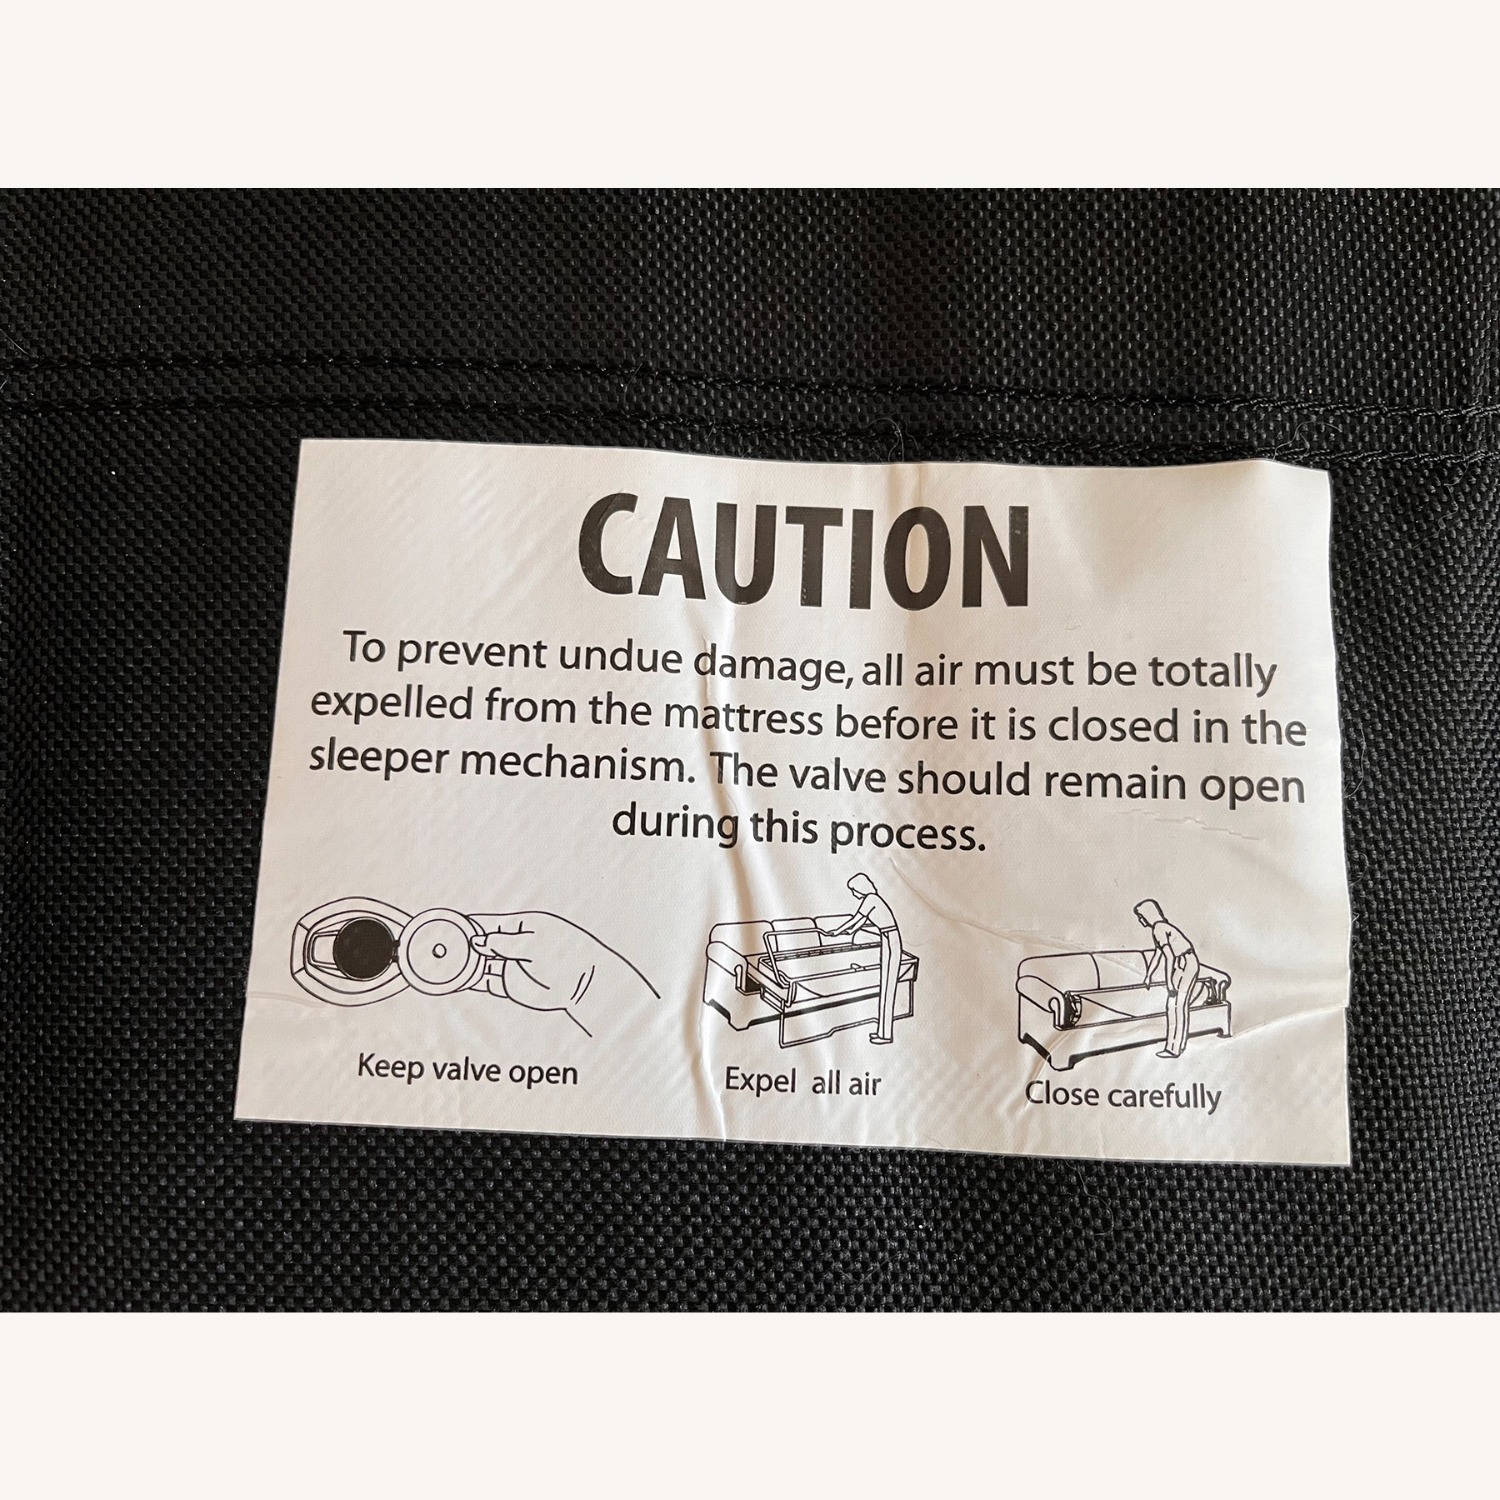 CAUTION
To prevent undue damage, all air must be totally
expelled from the mattress before it is closed in the
sleeper mechanism. The valve should remain open
during this process.
Keep valve open
Expel all air
Close carefully